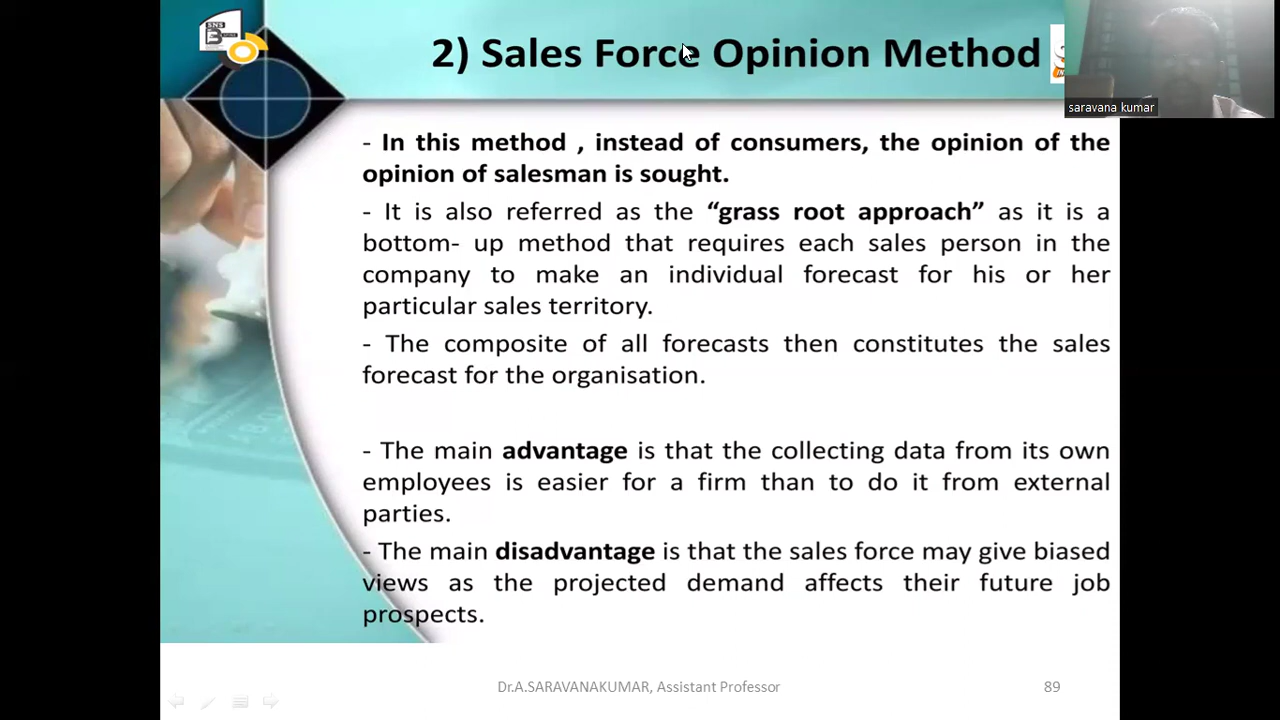 SNS
2) Sales Force Opinion Method
saravana kumar
- In this method , instead of consumers, the opinion of the
opinion of salesman is sought.
- It is also referred as the “grass root approach” as it is a
bottom- up method that requires each sales person in the
company to make an individual forecast for his or her
particular sales territory.
- The composite of all forecasts then constitutes the sales
forecast for the organisation.
- The main advantage is that the collecting data from its own
employees is easier for a firm than to do it from external
parties.
- The main disadvantage is that the sales force may give biased
views as the projected demand affects their future job
prospects.
Dr.A.SARAVANAKUMAR, Assistant Professor
89